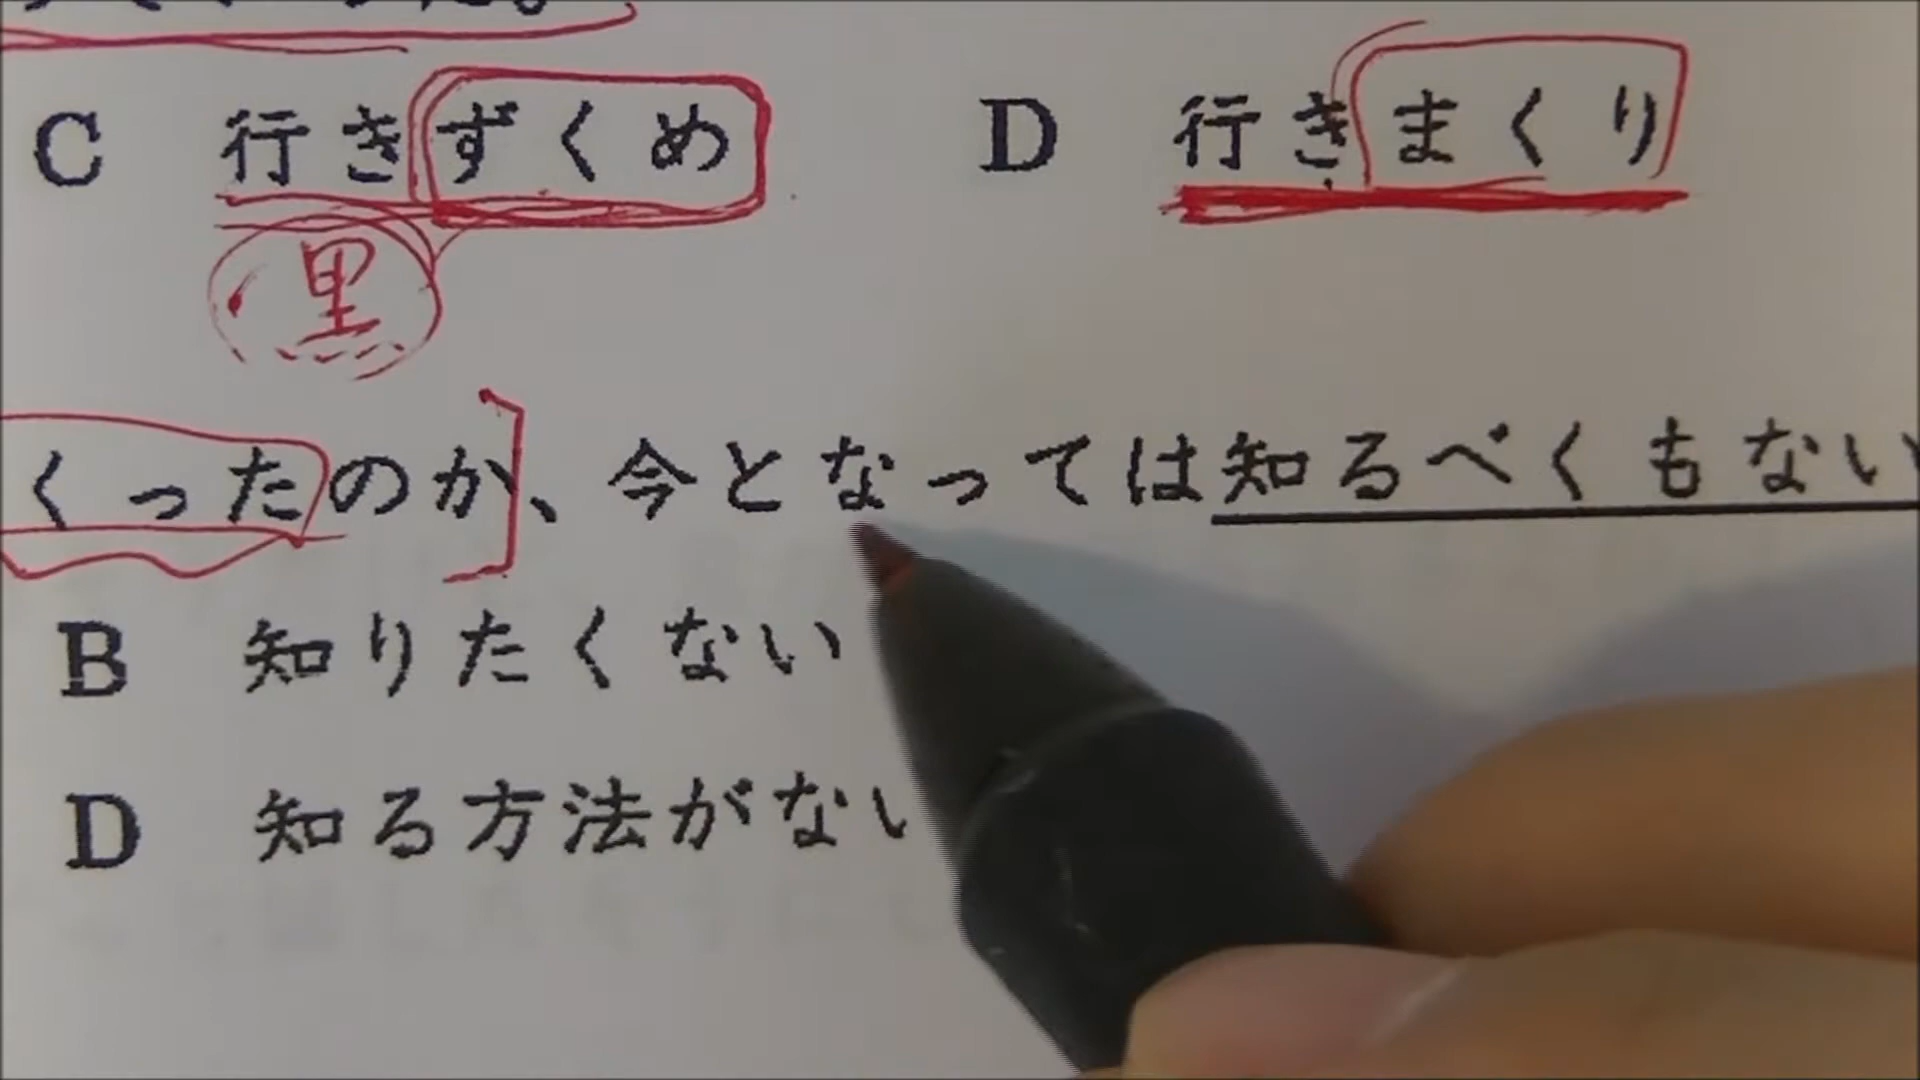 C 行きずくめ D 行きまくり
黒
くったのか、今となっては知るべくもない
B 知りたくない
D 知る方法がない